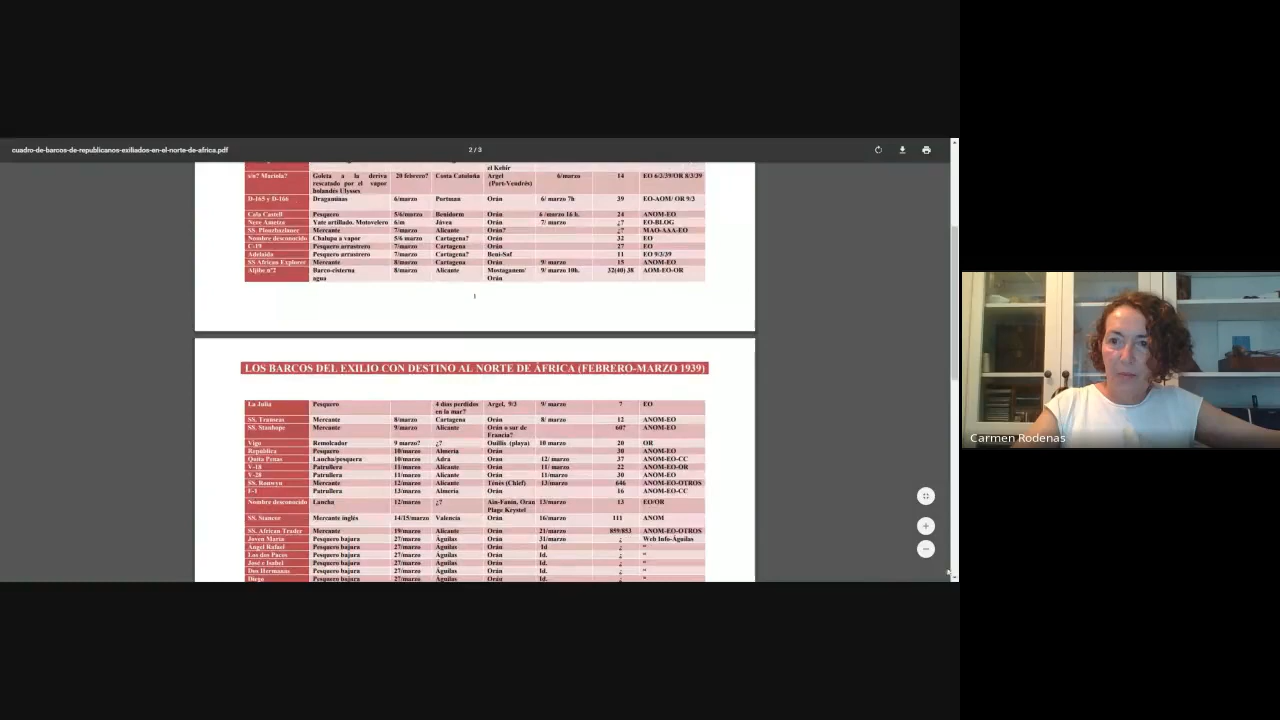 cuadro-de-barcos-de-republicanos-exiliados-en-el-norte-de-africa.pdf
2 / 3
el Kebir
s/n? Mariola? Goleta a la deriva rescatado por el vapor holandés Ulysses 20 febrero? Costa Cataluña Argel (Port-Vendrés) 6/marzo 14 EO 6/3/39/OR 8/3/39
D-165 y D-166 Dragaminas 6/marzo Portman Orán 6/ marzo 7h 39 EO-AOM/ OR 9/3
Cala Castell Pesquero 5/6/marzo Benidorm Orán 6 /marzo 16 h. 24 ANOM-EO
Nere Ametza Yate artillado. Motovelero 6/m Jávea Orán 7/ marzo ¿? EO-BLOG
SS. Plouzhazlanec Mercante 7/marzo Alicante Orán? ¿? MAO-AAA-EO
Nombre desconocido Chalupa a vapor 5/6 marzo Cartagena? Orán 32 EO
C-19 Pesquero arrastrero 7/marzo Cartagena? Orán 27 EO
Adelaida Pesquero arrastrero 7/marzo Cartagena? Beni-Saf 11 EO 9/3/39
SS African Explorer Mercante 8/marzo Cartagena Orán 9/ marzo 15 ANOM-EO
Aljibe nº2 Barco-cisterna agua 8/marzo Alicante Mostaganem/ Orán 9/ marzo 10h. 32(40) 38 AOM-EO-OR
1
LOS BARCOS DEL EXILIO CON DESTINO AL NORTE DE ÁFRICA (FEBRERO-MARZO 1939)
La Julia Pesquero 4 días perdidos en la mar? Argel, 9/3 9/ marzo 7 EO
SS. Trameas Mercante 8/marzo Cartagena Orán 8/ marzo 12 ANOM-EO
SS. Stanhope Mercante 9/marzo Alicante Orán o sur de Francia? 60? ANOM-EO
Vigo Remolcador 9 marzo? ¿? Ouillis (playa) 10 marzo 20 OR
República Pesquero 10/marzo Almería Orán 30 ANOM-EO
Quita Penas Lancha/pesquera 10/marzo Adra Orán 12/ marzo 37 ANOM-EO-CC
V-18 Patrullera 11/marzo Alicante Orán 11/ marzo 22 ANOM-EO-OR
V-20 Patrullera 11/marzo Alicante Orán 11/marzo 30 ANOM-EO
SS. Ronwyn Mercante 12/marzo Alicante Ténès (Chief) 13/marzo 646 ANOM-EO-OTROS
F-1 Patrullera 13/marzo Almería Orán 16 ANOM-EO-CC
Nombre desconocido Lancha 12/marzo ¿? Aïn-Fanin, Orán Plage Krystel 13/marzo 13 EO/OR
SS. Stancor Mercante inglés 14/15/marzo Valencia Orán 16/marzo 111 ANOM
SS. African Trader Mercante 19/marzo Alicante Orán 21/marzo 859/853 ANOM-EO-OTROS
Joven María Pesquero bajura 27/marzo Águilas Orán 31/marzo ¿ Web Info-Águilas
Ángel Rafael Pesquero bajura 27/marzo Águilas Orán Id ¿ "
Los dos Pacos Pesquero bajura 27/marzo Águilas Orán Id. ¿ "
José e Isabel Pesquero bajura 27/marzo Águilas Orán Id. ¿ "
Dos Hermanas Pesquero bajura 27/marzo Águilas Orán Id. ¿ "
Diego Pesquero bajura 27/marzo Águilas Orán Id. ¿ "
Carmen Rodenas